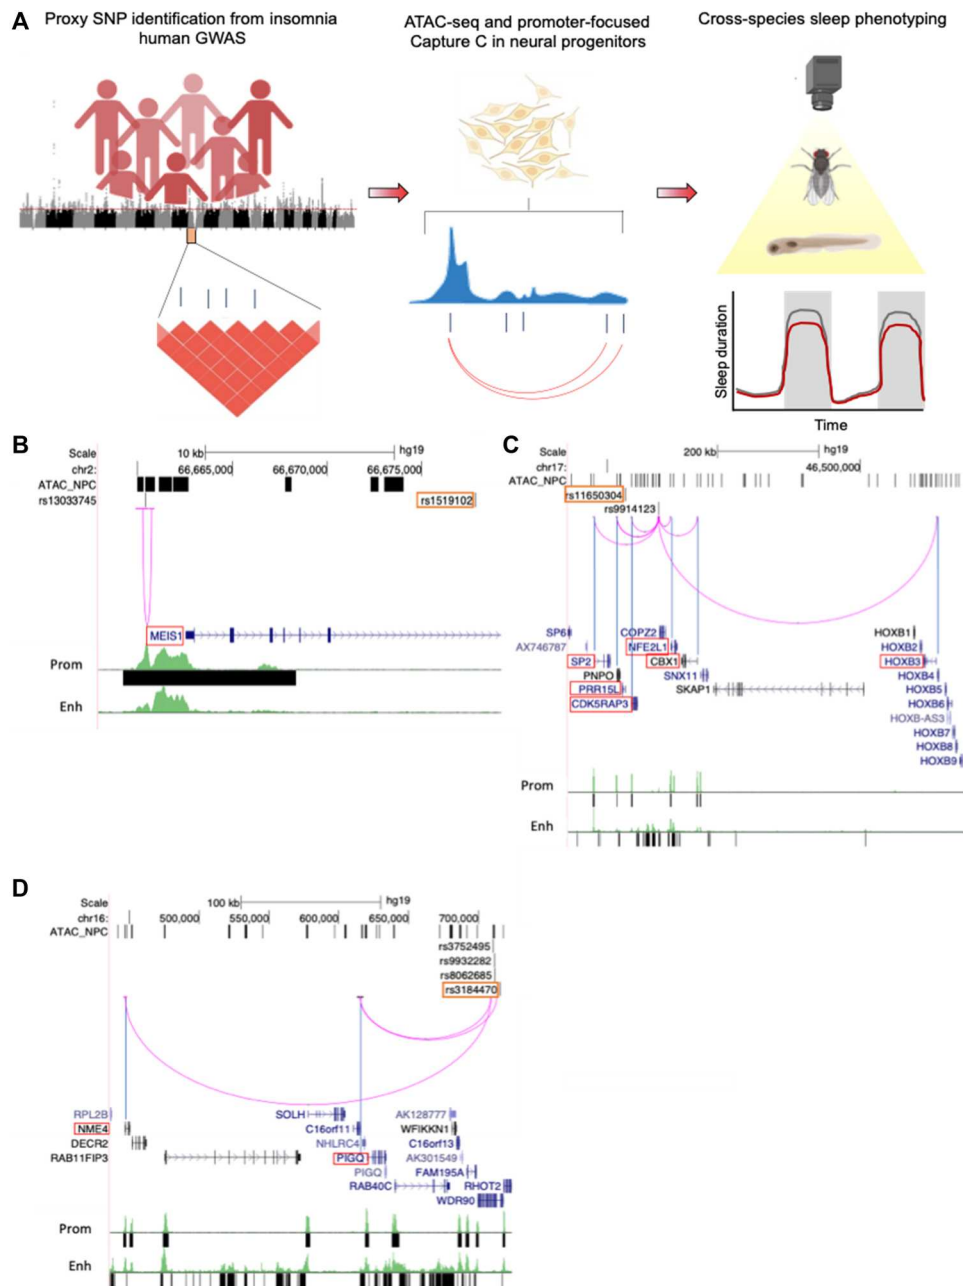 A
Proxy SNP identification from insomnia
human GWAS
ATAC-seq and promoter-focused
Capture C in neural progenitors
Cross-species sleep phenotyping
Sleep duration
Time
B
Scale
10 kb
hg19
chr2:
66,665,000
66,670,000
66,675,000
ATAC_NPC
rs13033745
rs1519102
MEIS1
Prom
Enh
C
Scale
200 kb
hg19
chr17:
46,500,000
ATAC_NPC
rs11650304
rs9914123
SP6
COPZ2
HOXB1
AX746787
NFE2L1
HOXB2
SP2
CBX1
HOXB3
PNPO
SNX11
HOXB4
PRR15L
SKAP1
HOXB5
CDK5RAP3
HOXB6
HOXB-AS3
HOXB7
HOXB8
HOXB9
Prom
Enh
D
Scale
100 kb
hg19
chr16:
500,000
550,000
600,000
650,000
700,000
ATAC_NPC
rs3752495
rs9932282
rs8062685
rs3184470
RPL2B
SOLH
AK128777
NME4
C16orf11
WFIKKN1
DECR2
NHLRC4
C16orf13
RAB11FIP3
PIGQ
AK301549
PIGQ
FAM195A
RAB40C
RHOT2
WDR90
Prom
Enh